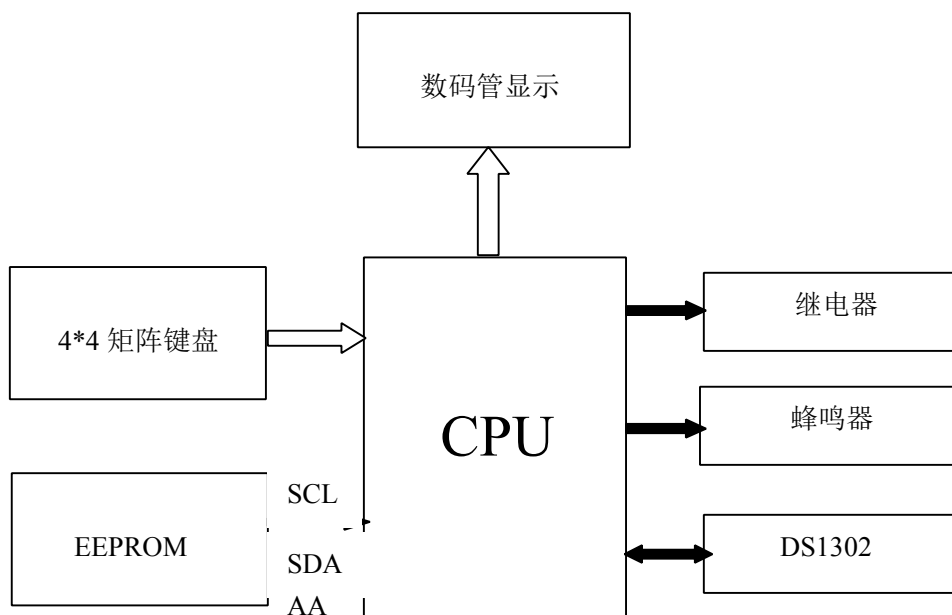 数码管显示
4*4 矩阵键盘
继电器
CPU
蜂鸣器
SCL
EEPROM
SDA
AA
DS1302